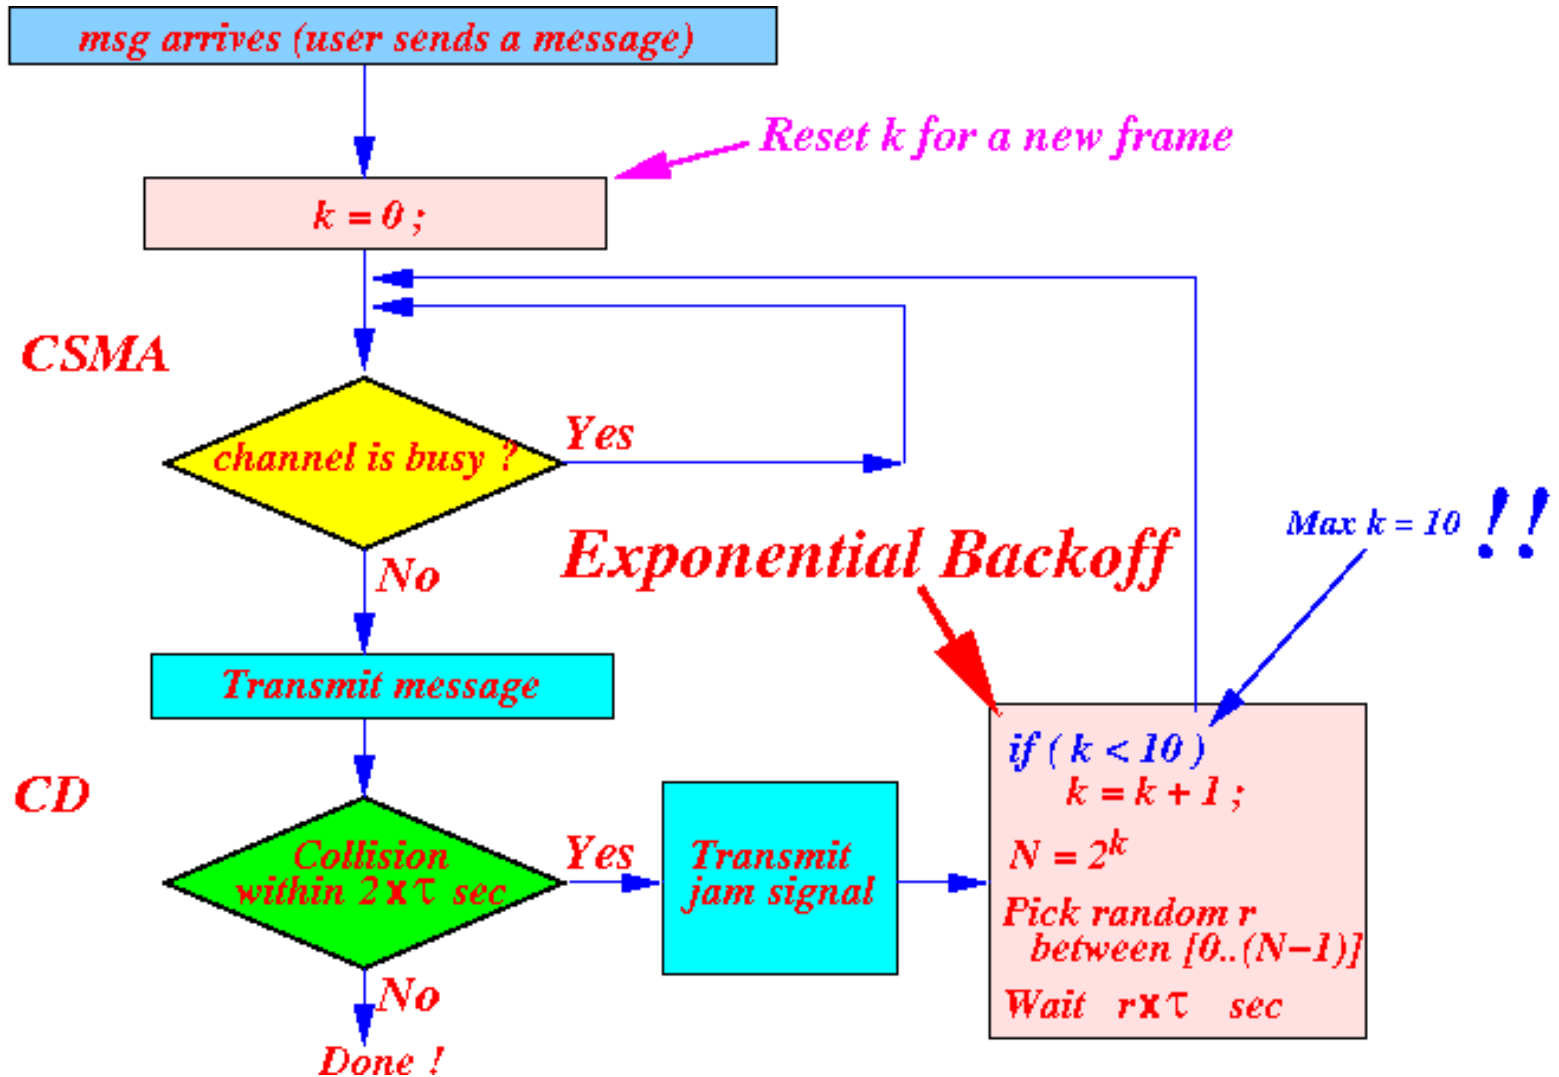 msg arrives (user sends a message)
Reset k for a new frame
k = 0 ;
CSMA
channel is busy ?
Yes
No
Max k = 10 !!
Exponential Backoff
Transmit message
CD
Collision
within 2xτ sec
Yes
No
Done !
Transmit
jam signal
if ( k < 10 )
k = k + 1 ;
N = 2^k
Pick random r
between [0..(N−1)]
Wait rxτ sec